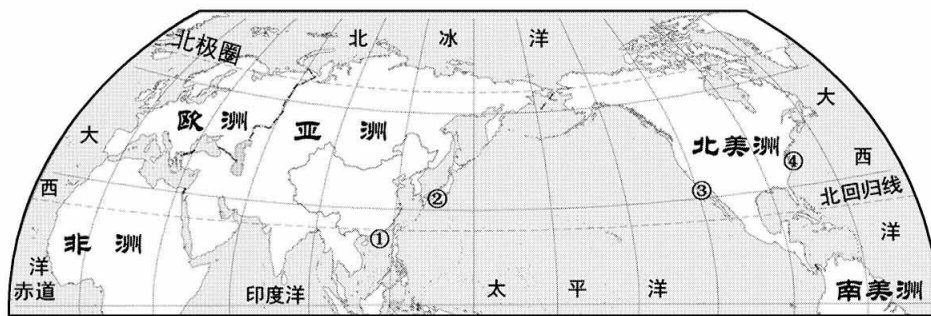 北冰洋
北极圈
大
大
欧洲
亚洲
北美洲
④
西
西
③
②
北回归线
①
非洲
洋
洋
赤道
印度洋
太平洋
南美洲